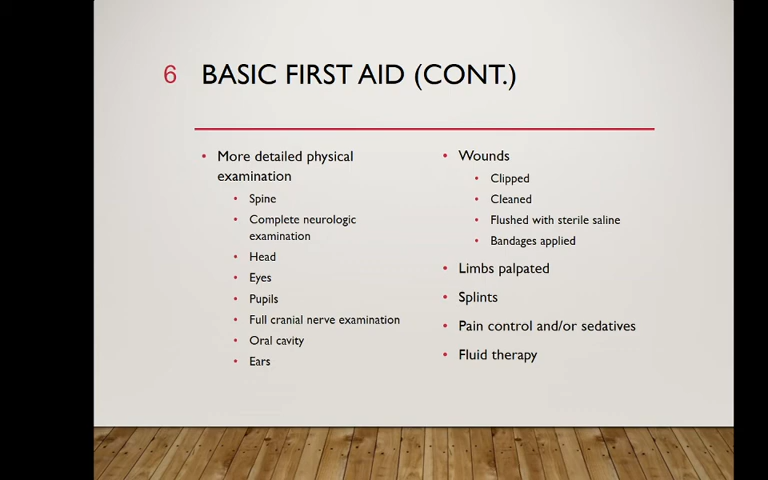 6 BASIC FIRST AID (CONT.)
• More detailed physical
examination
• Spine
• Complete neurologic
examination
• Head
• Eyes
• Pupils
• Full cranial nerve examination
• Oral cavity
• Ears
• Wounds
• Clipped
• Cleaned
• Flushed with sterile saline
• Bandages applied
• Limbs palpated
• Splints
• Pain control and/or sedatives
• Fluid therapy